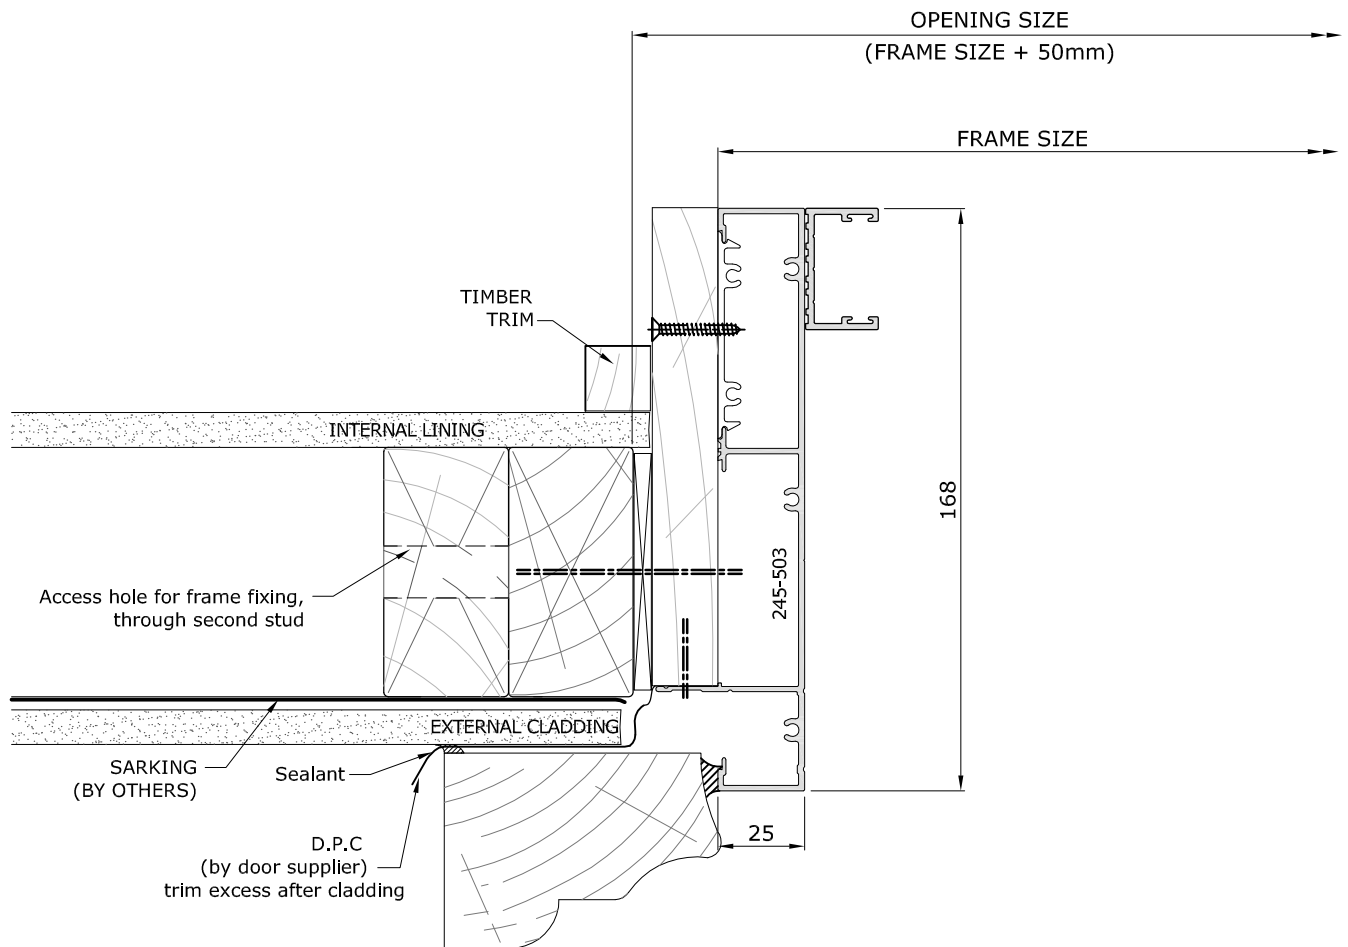 OPENING SIZE
(FRAME SIZE + 50mm)
FRAME SIZE
TIMBER
TRIM
INTERNAL LINING
168
245-503
Access hole for frame fixing,
through second stud
EXTERNAL CLADDING
SARKING
(BY OTHERS)
Sealant
25
D.P.C
(by door supplier)
trim excess after cladding